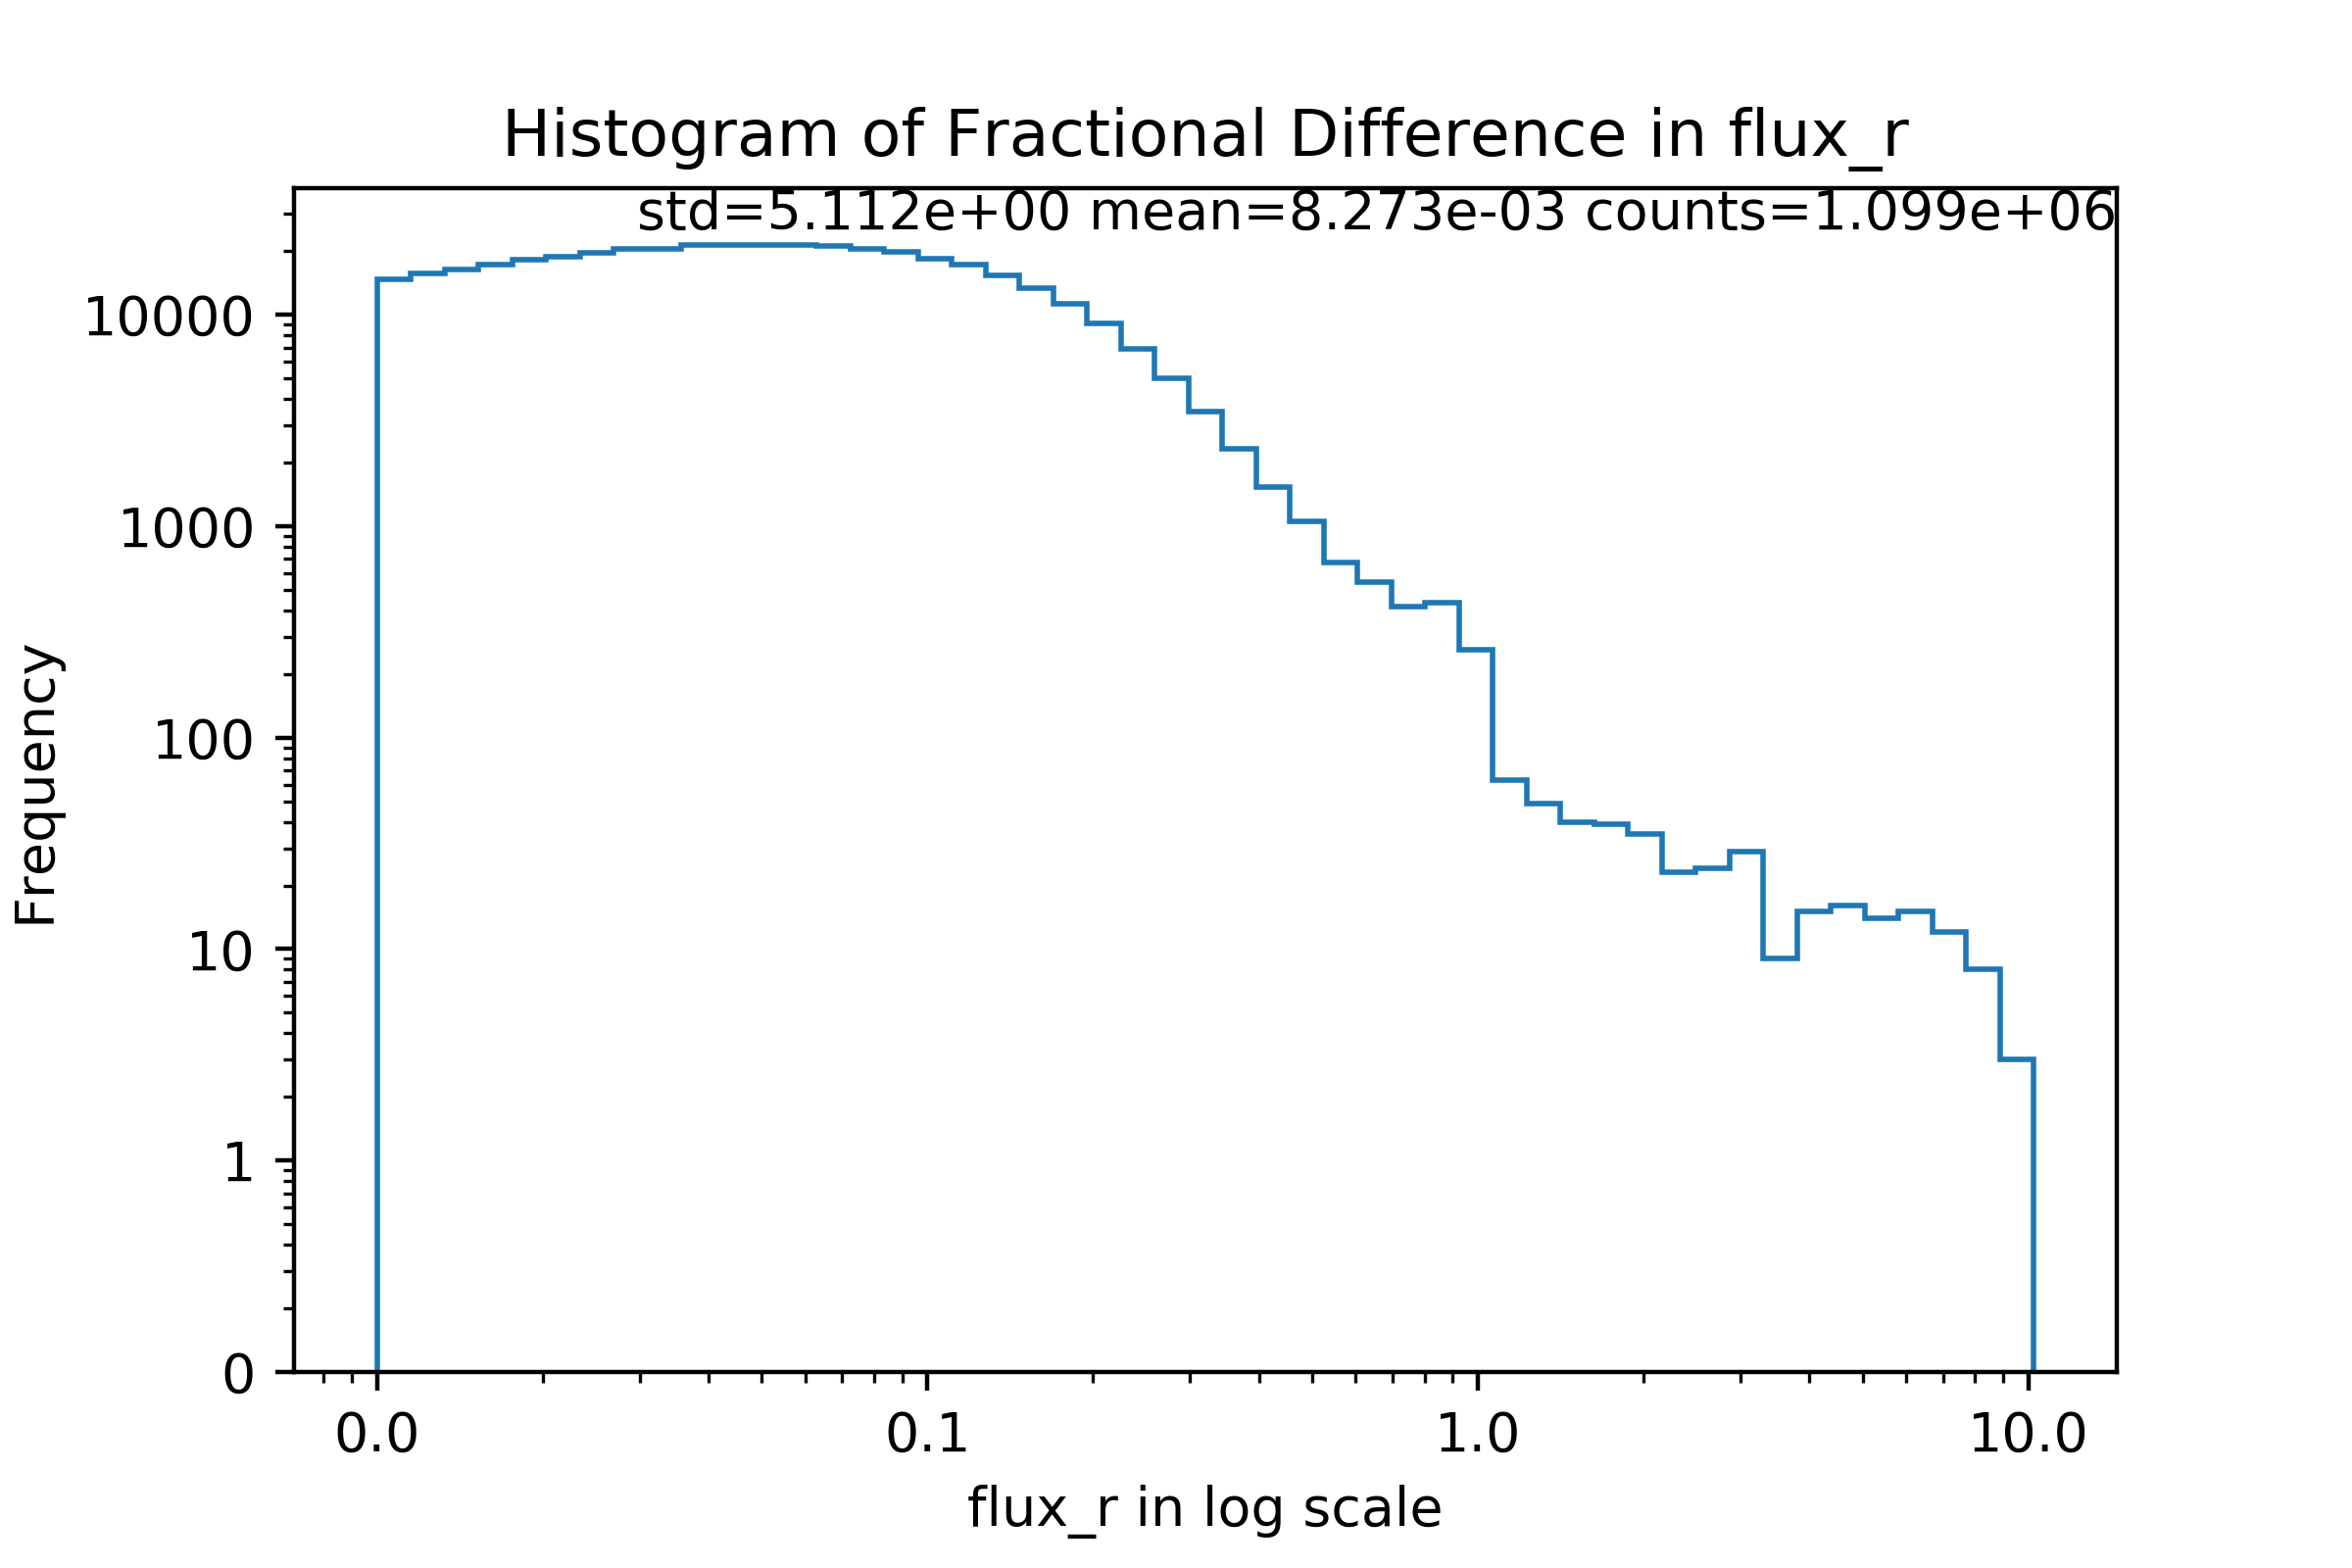 Histogram of Fractional Difference in flux_r
std=5.112e+00 mean=8.273e-03 counts=1.099e+06
10000
1000
100
10
1
0
Frequency
0.0 0.1 1.0 10.0
flux_r in log scale